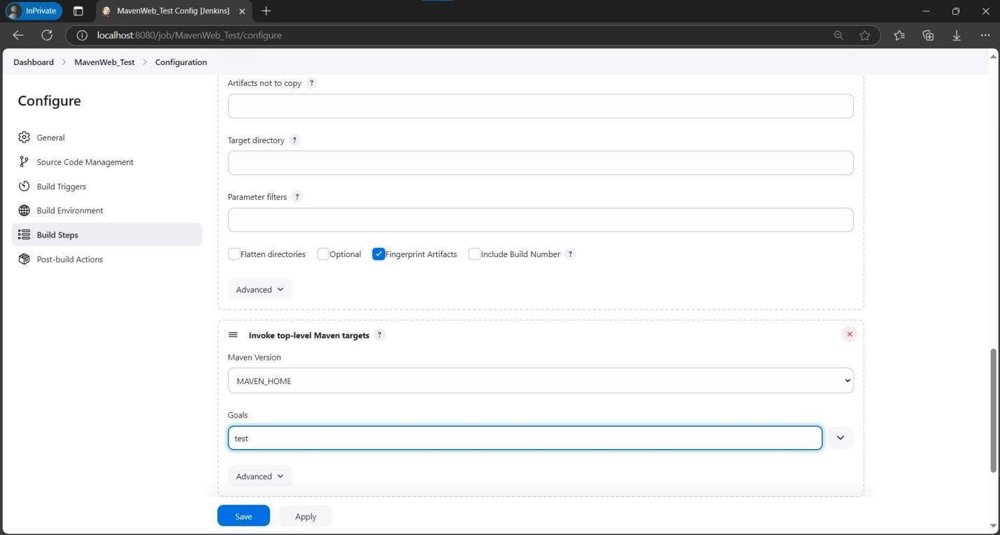 InPrivate
MavenWeb_Test Config [Jenkins]
localhost:8080/job/MavenWeb_Test/configure
Dashboard > MavenWeb_Test > Configuration
Configure
General
Source Code Management
Build Triggers
Build Environment
Build Steps
Post-build Actions
Artifacts not to copy ?
Target directory ?
Parameter filters ?
Flatten directories Optional Fingerprint Artifacts Include Build Number ?
Advanced
Invoke top-level Maven targets ?
Maven Version
MAVEN_HOME
Goals
test
Advanced
Save Apply